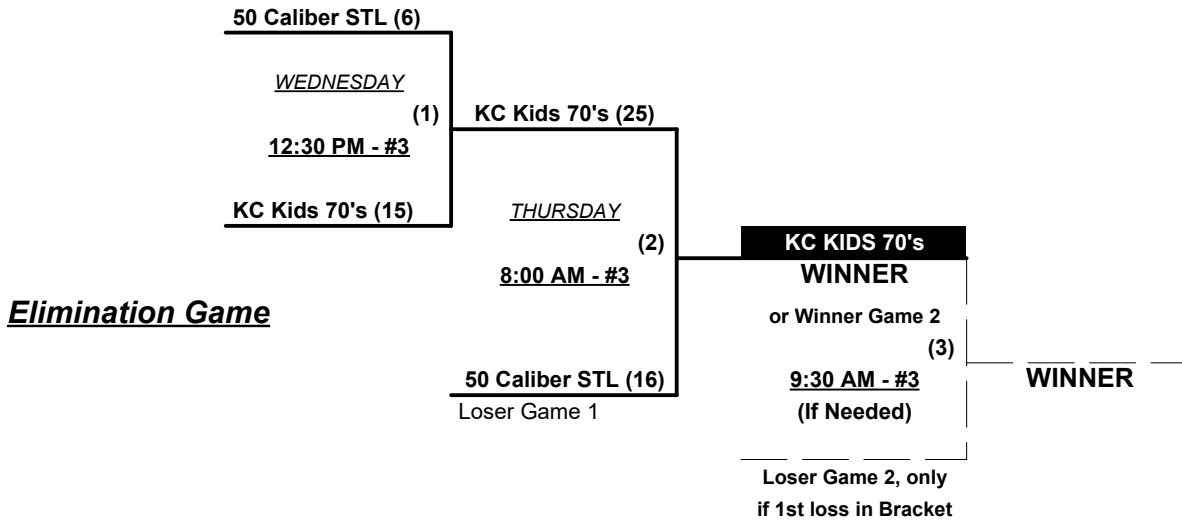 50 Caliber STL (6)
WEDNESDAY
(1)
12:30 PM - #3
KC Kids 70's (15)
KC Kids 70's (25)
THURSDAY
(2)
8:00 AM - #3
50 Caliber STL (16)
Loser Game 1
Elimination Game
KC KIDS 70's
WINNER
or Winner Game 2
(3)
9:30 AM - #3
(If Needed)
Loser Game 2, only
if 1st loss in Bracket
WINNER